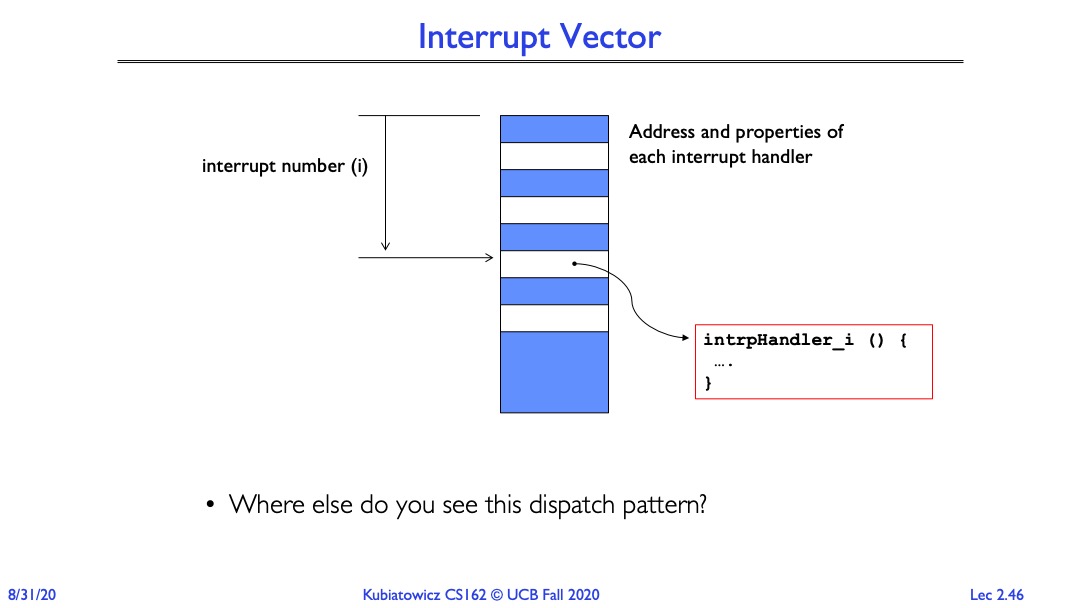 Interrupt Vector
interrupt number (i)
Address and properties of
each interrupt handler
intrpHandler_i () {
….
}
• Where else do you see this dispatch pattern?
8/31/20
Kubiatowicz CS162 © UCB Fall 2020
Lec 2.46